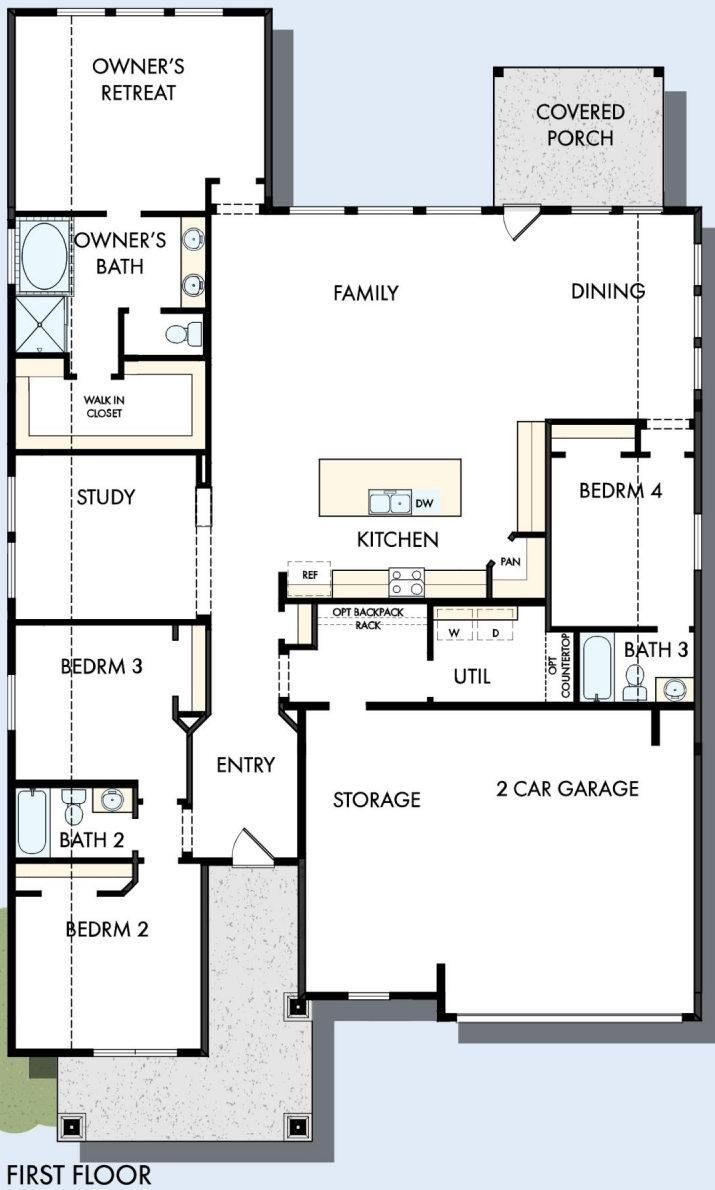 OWNER'S
RETREAT
COVERED
PORCH
OWNER'S
BATH
FAMILY
DINING
WALK IN
CLOSET
STUDY
BEDRM 4
DW
KITCHEN
PAN
REF
OPT BACKPACK
RACK
W
D
BEDRM 3
UTIL
OPT
COUNTERTOP
BATH 3
ENTRY
STORAGE
2 CAR GARAGE
BATH 2
BEDRM 2
FIRST FLOOR